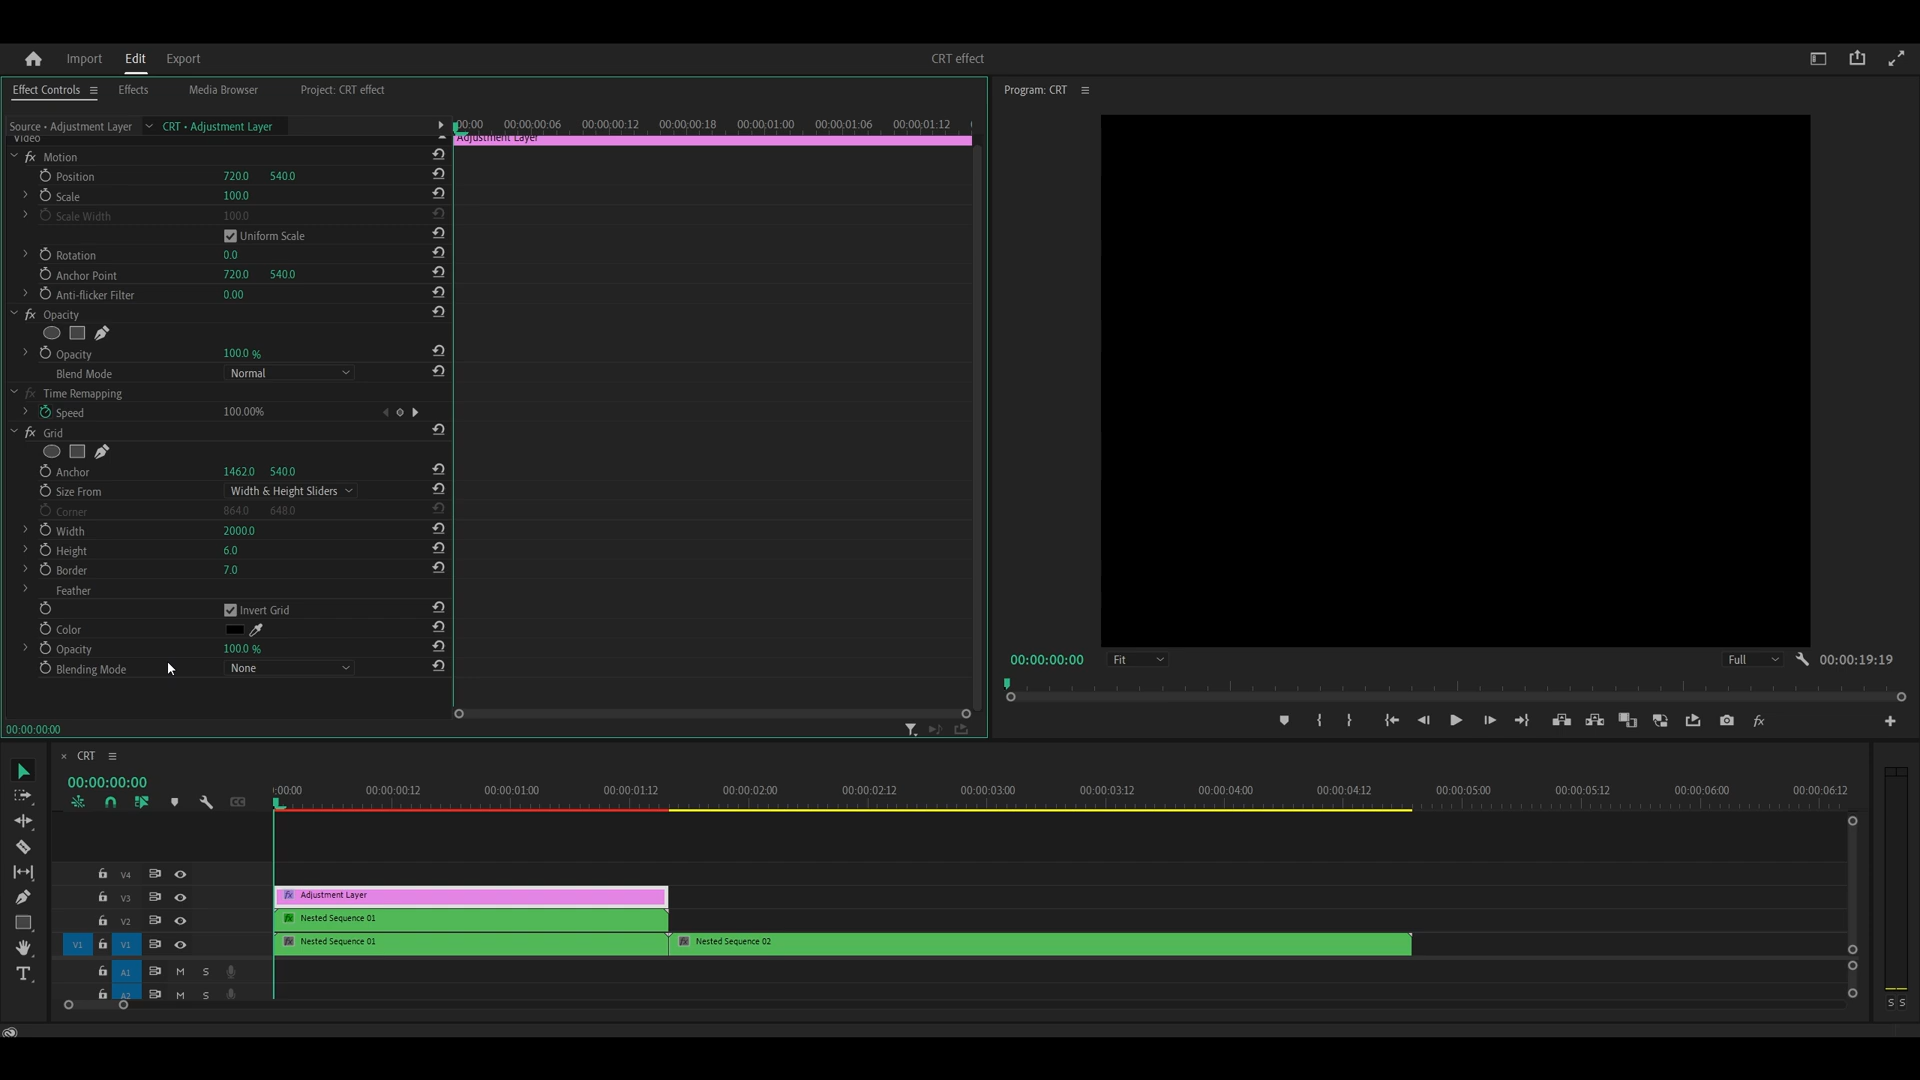 Import Edit Export CRT effect
Effect Controls Effects Media Browser Project: CRT effect
Program: CRT
Source • Adjustment Layer CRT • Adjustment Layer
:00:00 00:00:00:06 00:00:00:12 00:00:00:18 00:00:01:00 00:00:01:06 00:00:01:12
Video
Adjustment Layer
fx Motion
Position 720.0 540.0
Scale 100.0
Scale Width 100.0
Uniform Scale
Rotation 0.0
Anchor Point 720.0 540.0
Anti-flicker Filter 0.00
fx Opacity
Opacity 100.0 %
Blend Mode Normal
fx Time Remapping
Speed 100.00%
fx Grid
Anchor 1462.0 540.0
Size From Width & Height Sliders
Corner 864.0 648.0
Width 2000.0
Height 6.0
Border 7.0
Feather
Invert Grid
Color
Opacity 100.0 %
Blending Mode None
00:00:00:00
00:00:00:00 Fit Full 00:00:19:19
fx
× CRT
00:00:00:00
:00:00 00:00:00:12 00:00:01:00 00:00:01:12 00:00:02:00 00:00:02:12 00:00:03:00 00:00:03:12 00:00:04:00 00:00:04:12 00:00:05:00 00:00:05:12 00:00:06:00 00:00:06:12
CC
V4
V3 fx Adjustment Layer
V2 fx Nested Sequence 01
V1 V1 fx Nested Sequence 01 fx Nested Sequence 02
A1 M S
A2 M S
S S